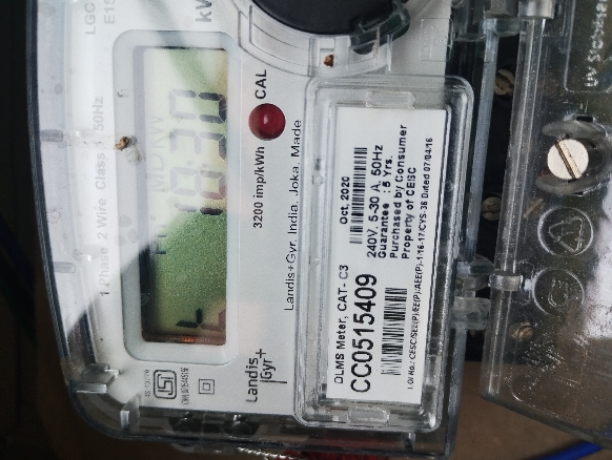 LGC
1 Phase 2 Wire Class 1 50Hz
18:30
CAL
3200 imp/kWh
Landis+Gyr, India, Joka, Made
Landis
Gyr+
DLMS Meter, CAT- C3
Oct, 2020
CC0515409
240V, 5-30 A, 50Hz
Guarantee : 5 Yrs.
Purchased by Consumer
Property of CESC